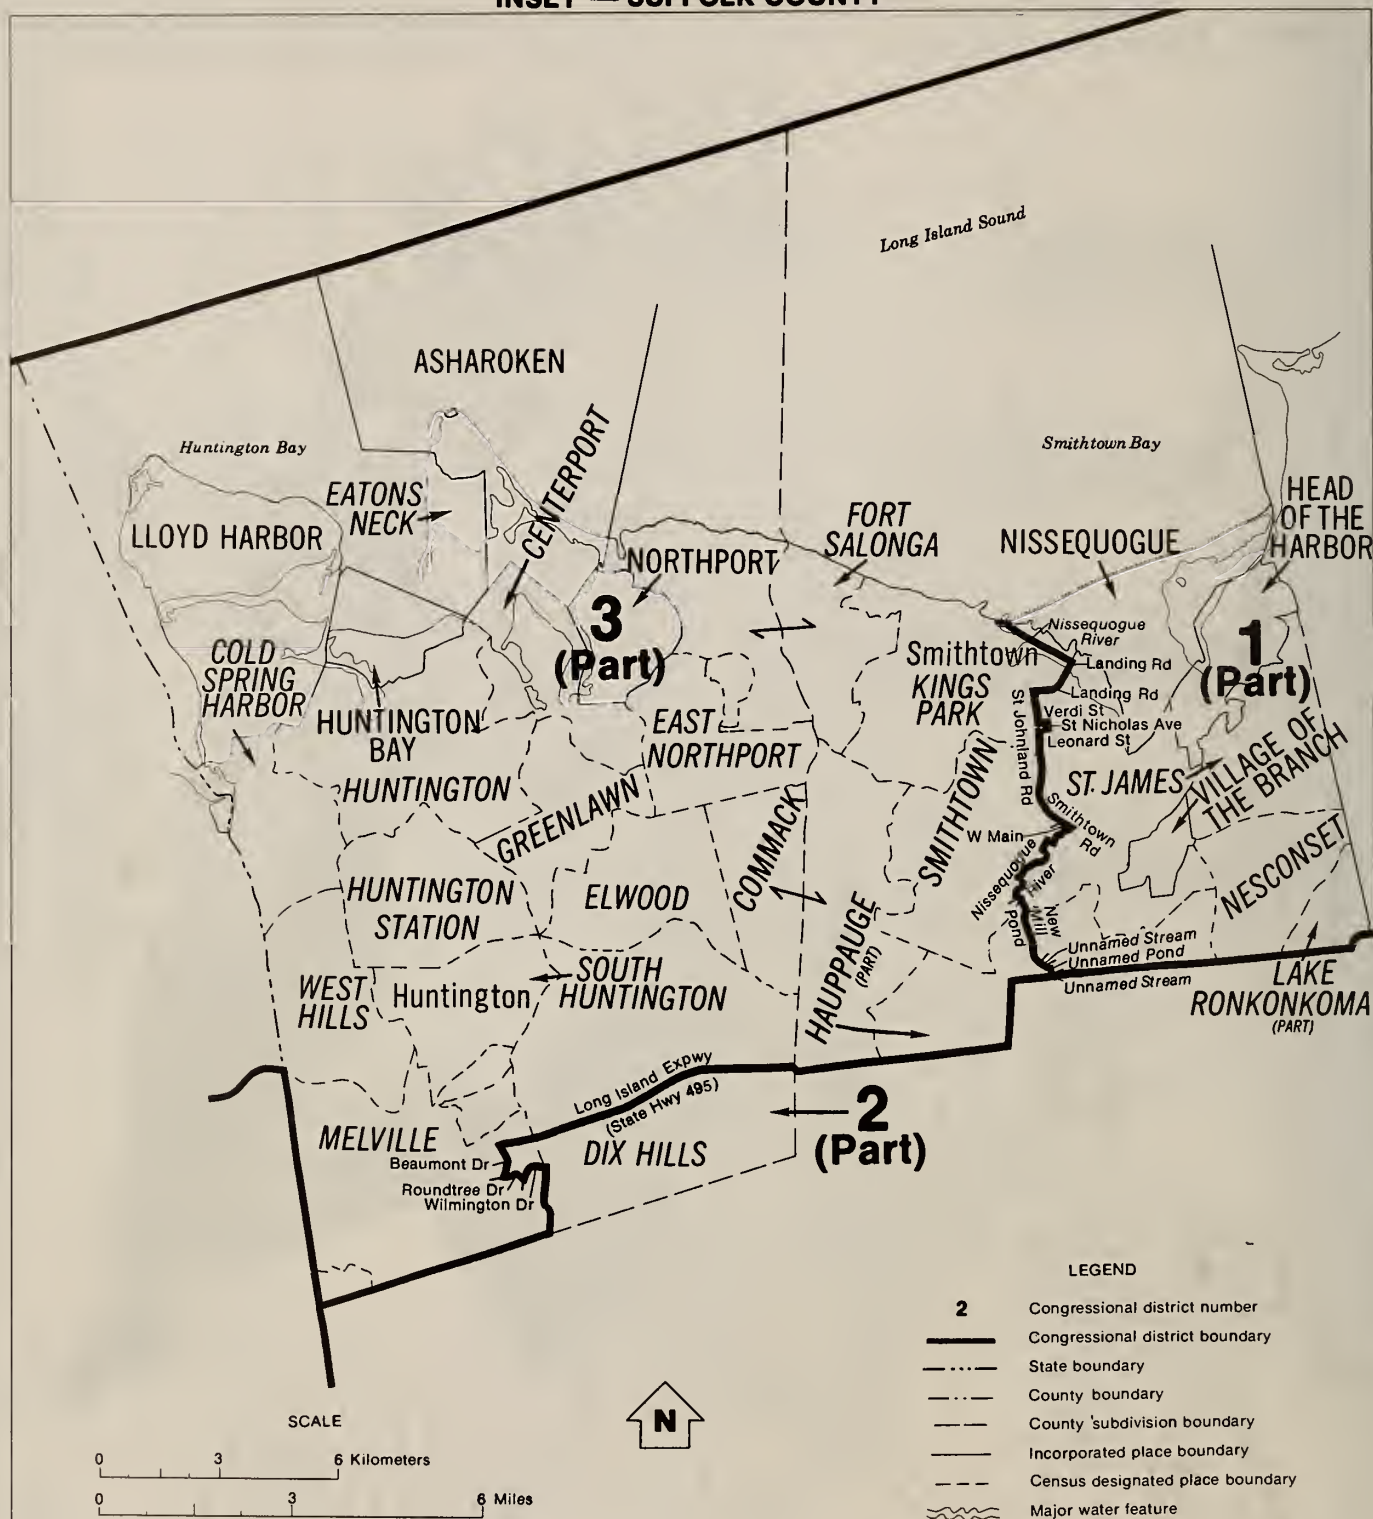 INSET — SUFFOLK COUNTY
Long Island Sound
ASHAROKEN
Huntington Bay
Smithtown Bay
CENTERPORT
EATONS
NECK
LLOYD HARBOR
FORT
SALONGA
NISSEQUOGUE
HEAD
OF THE
HARBOR
NORTHPORT
3
(Part)
Nissequogue
River
1
(Part)
COLD
SPRING
HARBOR
Smithtown
KINGS
PARK
Landing Rd
Landing Rd
Verdi St
St Nicholas Ave
Leonard St
St Johnland Rd
HUNTINGTON
BAY
EAST
NORTHPORT
HUNTINGTON
GREENLAWN
COMMACK
SMITHTOWN
ST. JAMES
VILLAGE OF
THE BRANCH
Smithtown
Rd
W Main
Nissequogue
River
NESCONSET
HUNTINGTON
STATION
ELWOOD
HAUPPAUGE
(PART)
New
Mill
Pond
Unnamed Stream
Unnamed Pond
Unnamed Stream
WEST
HILLS
Huntington
SOUTH
HUNTINGTON
LAKE
RONKONKOMA
(PART)
Long Island Expwy
(State Hwy 495)
2
(Part)
MELVILLE
DIX HILLS
Beaumont Dr
Roundtree Dr
Wilmington Dr
LEGEND
2 Congressional district number
Congressional district boundary
State boundary
County boundary
County subdivision boundary
Incorporated place boundary
Census designated place boundary
Major water feature
N
SCALE
0 3 6 Kilometers
0 3 6 Miles